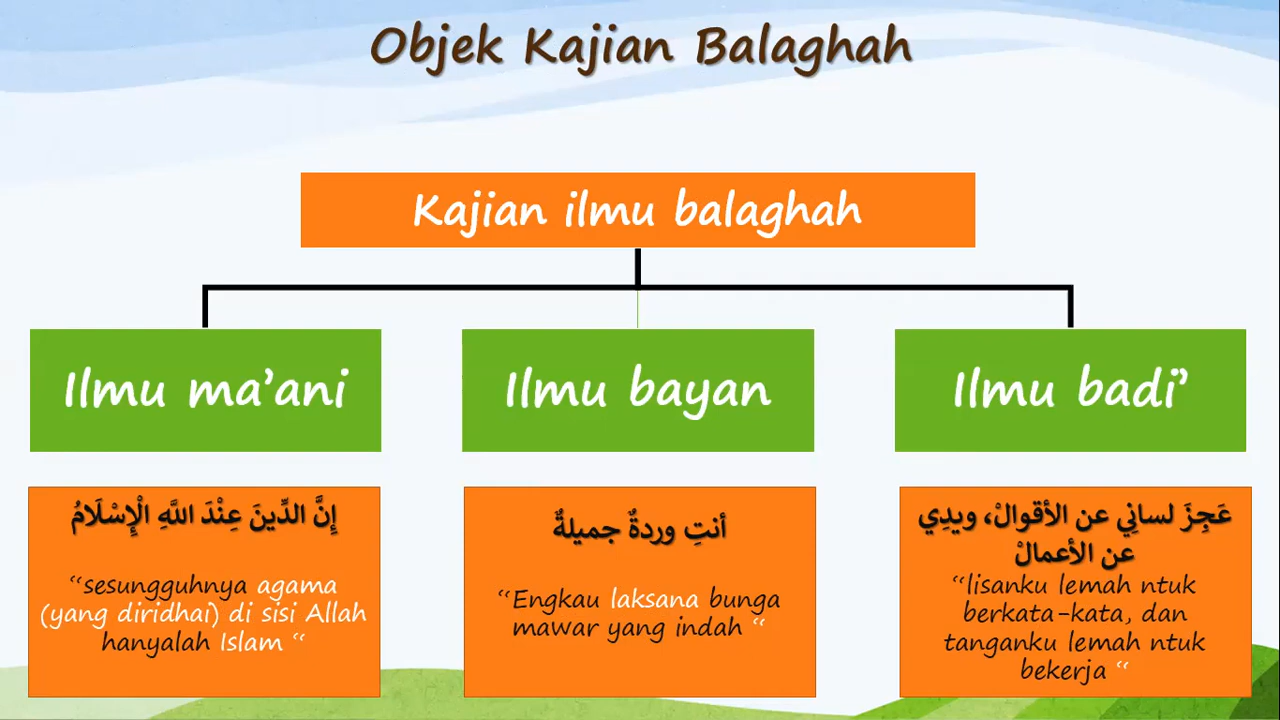 Objek Kajian Balaghah
Kajian ilmu balaghah
Ilmu ma’ani
Ilmu bayan
Ilmu badi’
إِنَّ الدِّينَ عِنْدَ اللَّهِ الْإِسْلَامُ
“sesungguhnya agama
(yang diridhai) di sisi Allah
hanyalah Islam “
أنتِ وردةٌ جميلةٌ
“Engkau laksana bunga
mawar yang indah “
عَجِزَ لسانِي عن الأقوالْ، ويدِي
عن الأعمالْ
“lisanku lemah ntuk
berkata-kata, dan
tanganku lemah ntuk
bekerja “